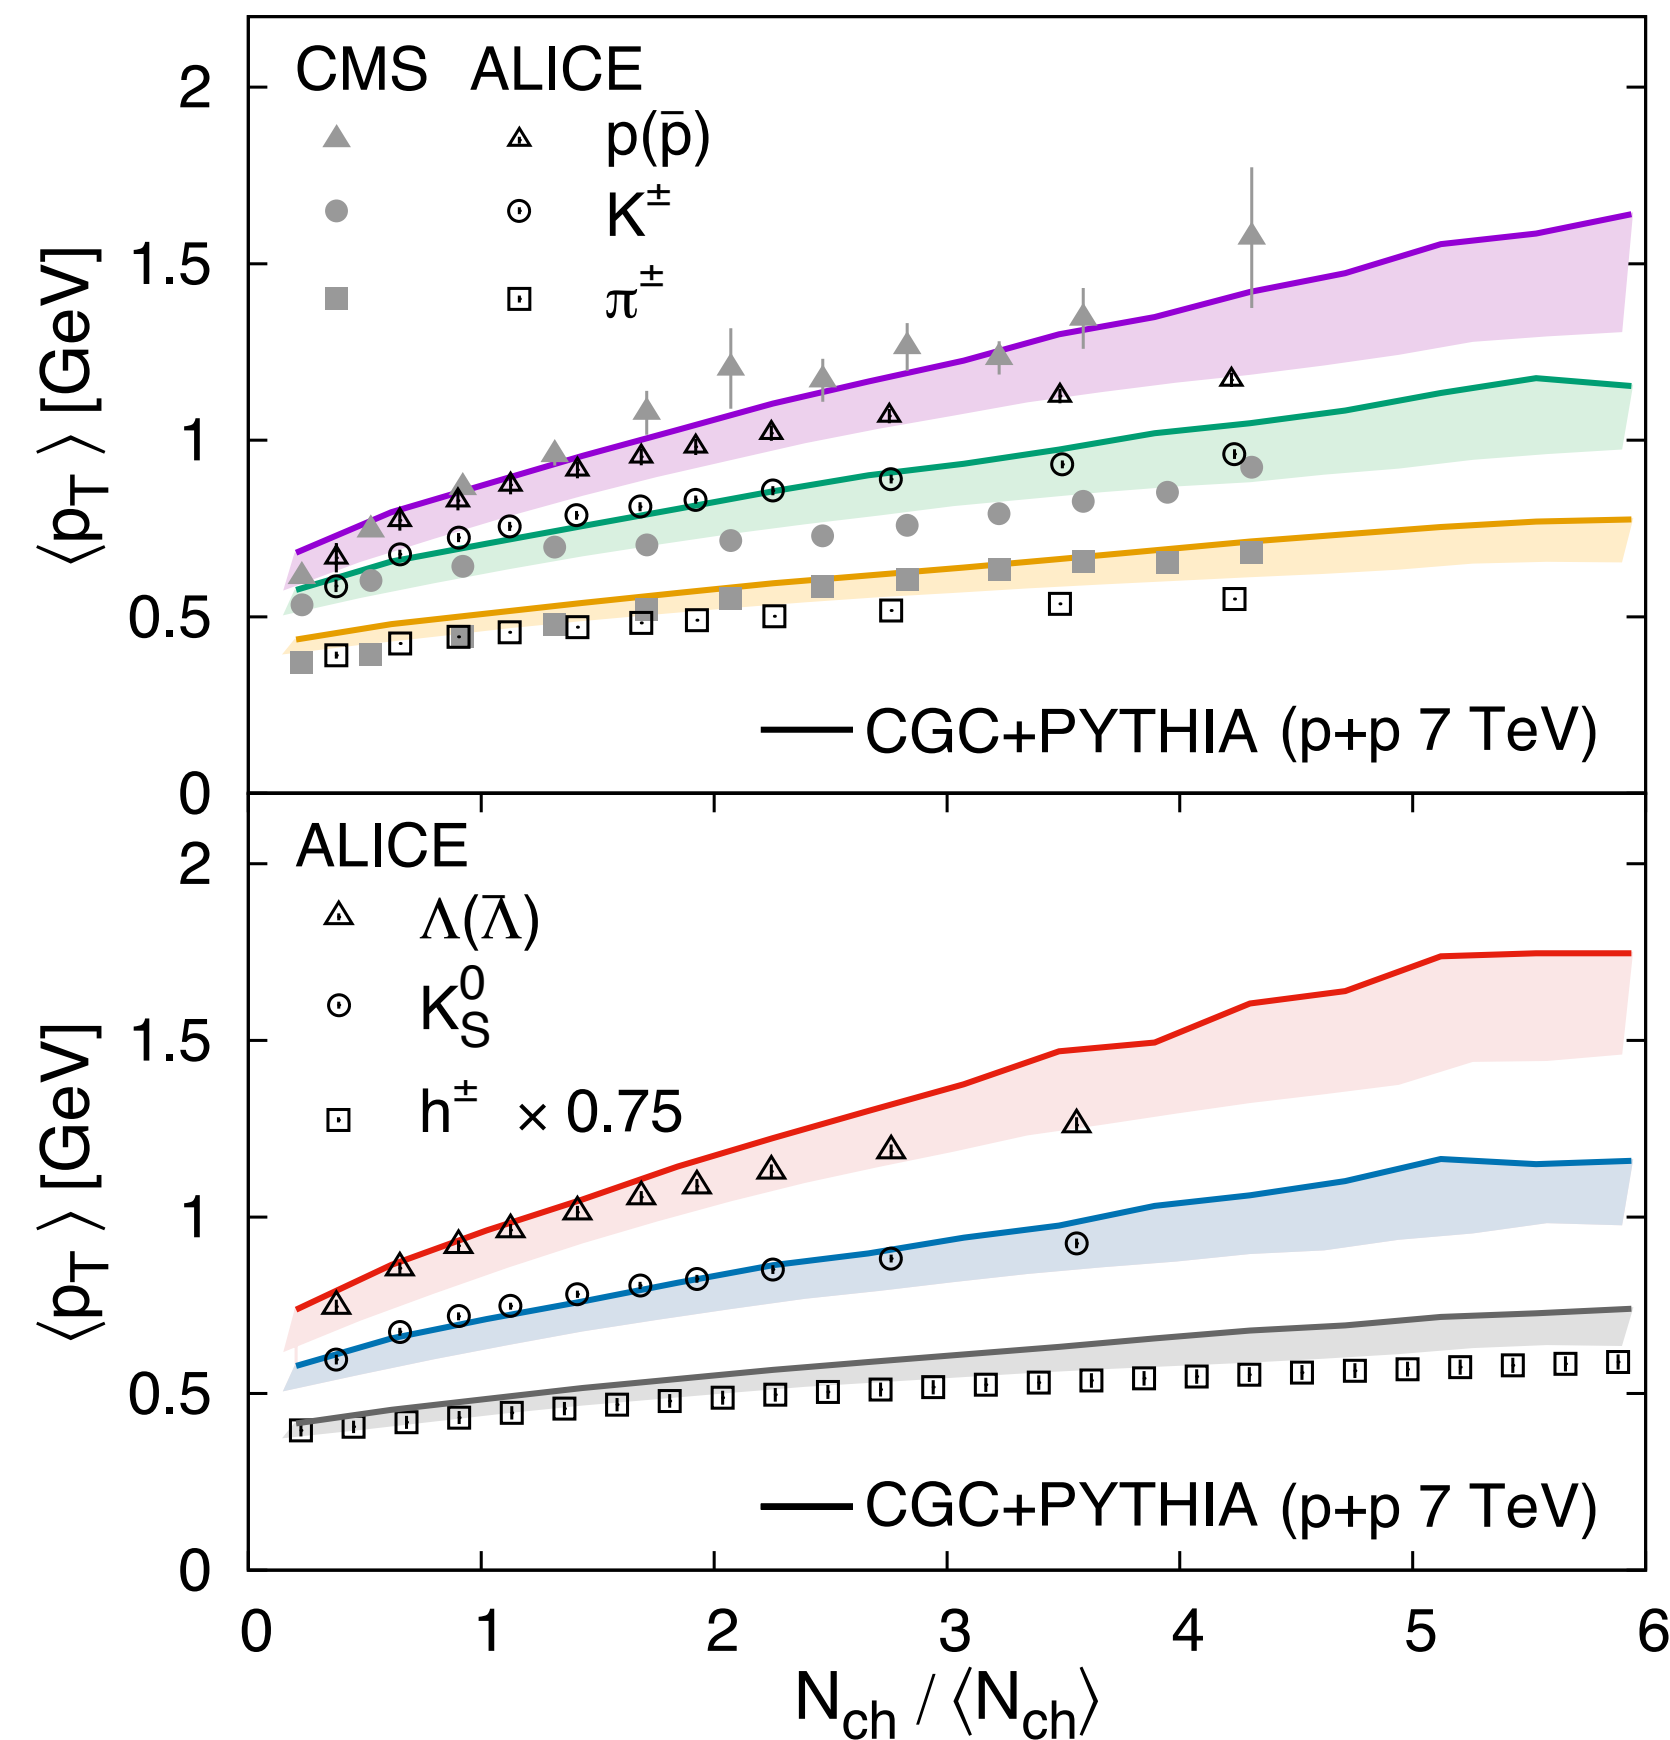 CMS ALICE
p(p̄)
K±
π±
2
1.5
1
0.5
0
⟨pT⟩ [GeV]
CGC+PYTHIA (p+p 7 TeV)
ALICE
Λ(Λ̄)
K0S
h± × 0.75
2
1.5
1
0.5
0
⟨pT⟩ [GeV]
CGC+PYTHIA (p+p 7 TeV)
0 1 2 3 4 5 6
Nch / ⟨Nch⟩